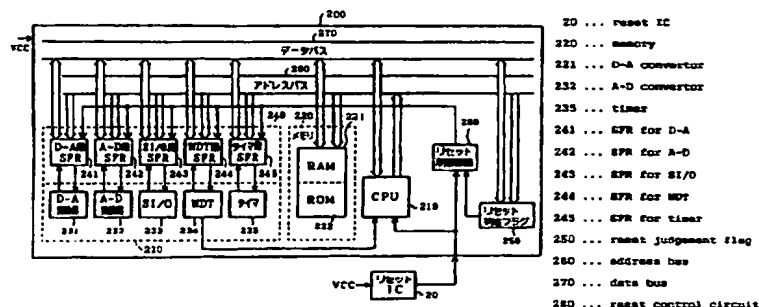 200
VCC
270
データバス
260
アドレスバス
240
220
メモリ
221
D-A用
SFR
A-D用
SFR
SI/O用
SFR
WDT用
SFR
タイマ用
SFR
241
242
243
244
245
RAM
ROM
222
280
リセット
CPU
210
D-A
A-D
SI/O
WDT
タイマ
231
232
233
234
235
リセット
フラグ
250
VCC
リセット
IC
20
20 ... reset IC
220 ... memory
221 ... D-A convertor
232 ... A-D convertor
235 ... timer
241 ... SFR for D-A
242 ... SFR for A-D
243 ... SFR for SI/O
244 ... SFR for WDT
245 ... SFR for timer
250 ... reset judgement flag
260 ... address bus
270 ... data bus
280 ... reset control circuit